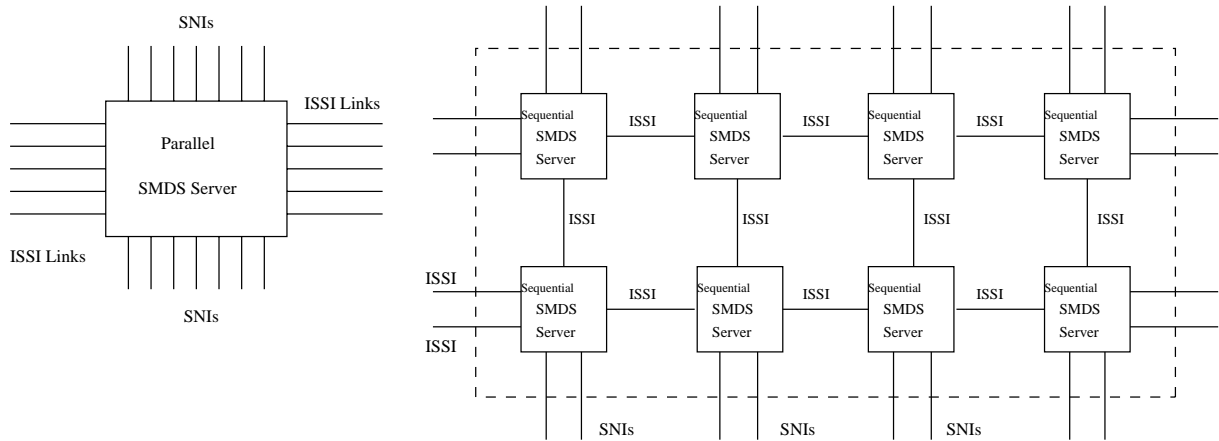 SNIs
ISSI Links
Parallel
SMDS Server
ISSI Links
SNIs
Sequential
SMDS
Server
ISSI
Sequential
SMDS
Server
ISSI
Sequential
SMDS
Server
ISSI
Sequential
SMDS
Server
ISSI
ISSI
ISSI
ISSI
ISSI
ISSI
Sequential
SMDS
Server
ISSI
Sequential
SMDS
Server
ISSI
Sequential
SMDS
Server
ISSI
Sequential
SMDS
Server
SNIs
SNIs
SNIs